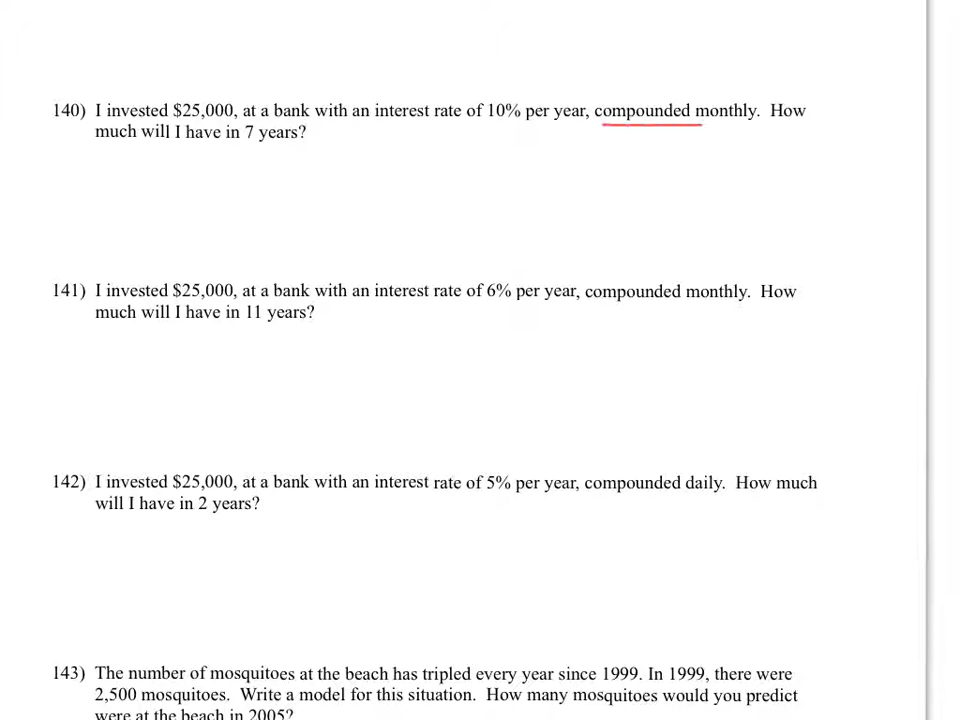 140) I invested $25,000, at a bank with an interest rate of 10% per year, compounded monthly. How
much will I have in 7 years?
141) I invested $25,000, at a bank with an interest rate of 6% per year, compounded monthly. How
much will I have in 11 years?
142) I invested $25,000, at a bank with an interest rate of 5% per year, compounded daily. How much
will I have in 2 years?
143) The number of mosquitoes at the beach has tripled every year since 1999. In 1999, there were
2,500 mosquitoes. Write a model for this situation. How many mosquitoes would you predict
were at the beach in 2005?